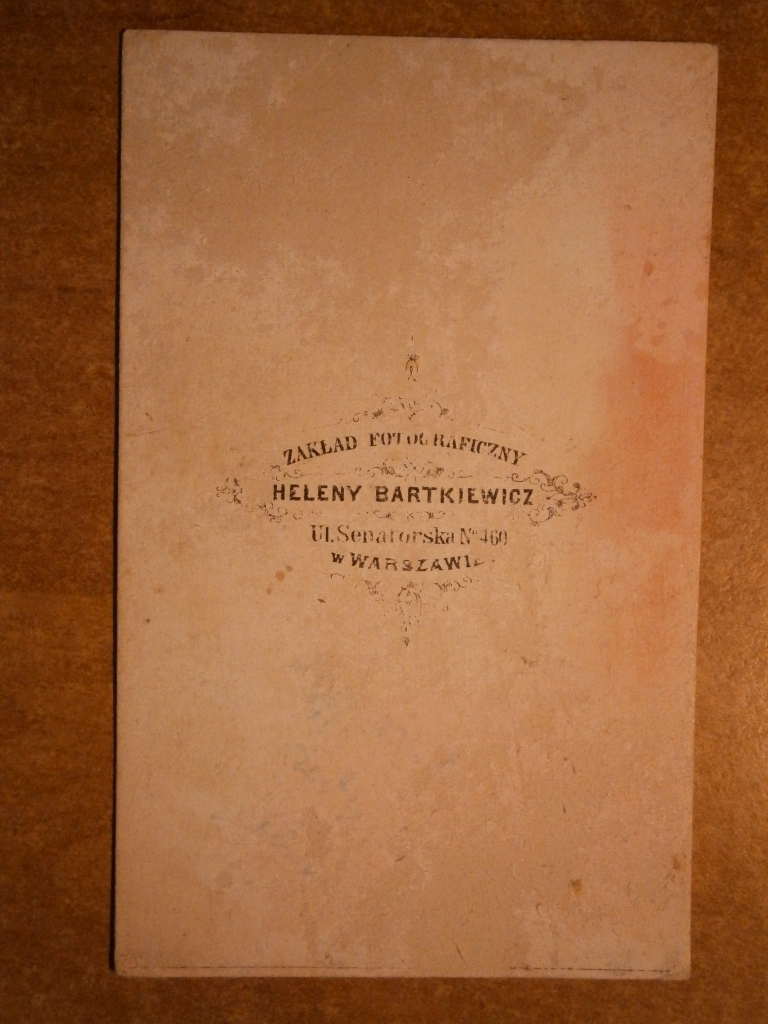 ZAKŁAD FOTOGRAFICZNY
HELENY BARTKIEWICZ
Ul. Senatorska No 460
w WARSZAWIE